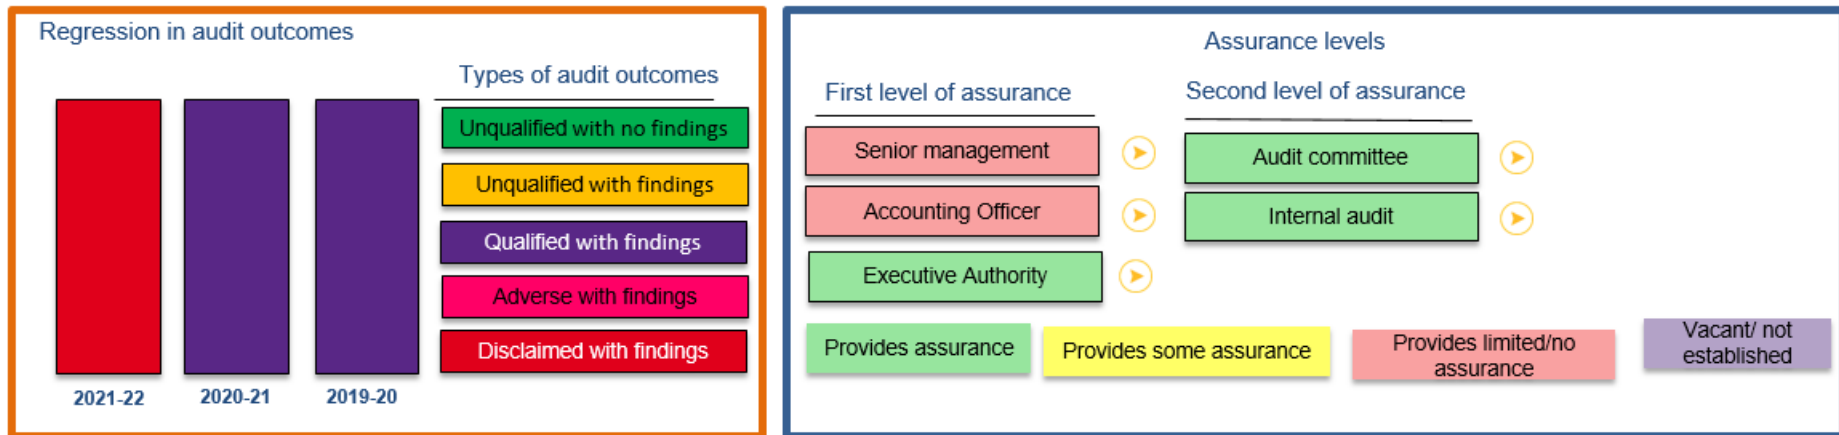 Regression in audit outcomes
Types of audit outcomes
Unqualified with no findings
Unqualified with findings
Qualified with findings
Adverse with findings
Disclaimed with findings
2021-22
2020-21
2019-20
Assurance levels
First level of assurance
Senior management
Accounting Officer
Executive Authority
Second level of assurance
Audit committee
Internal audit
Provides assurance
Provides some assurance
Provides limited/no
assurance
Vacant/ not
established